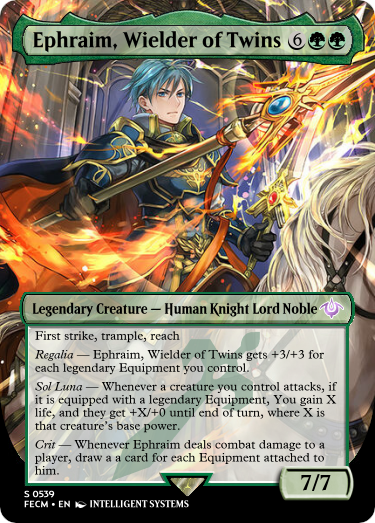 Ephraim, Wielder of Twins 6
Legendary Creature — Human Knight Lord Noble
First strike, trample, reach
Regalia — Ephraim, Wielder of Twins gets +3/+3 for
each legendary Equipment you control.
Sol Luna — Whenever a creature you control attacks, if
it is equipped with a legendary Equipment, You gain X
life, and they get +X/+0 until end of turn, where X is
that creature's base power.
Crit — Whenever Ephraim deals combat damage to a
player, draw a a card for each Equipment attached to
him.
7/7
S 0539
FECM • EN INTELLIGENT SYSTEMS